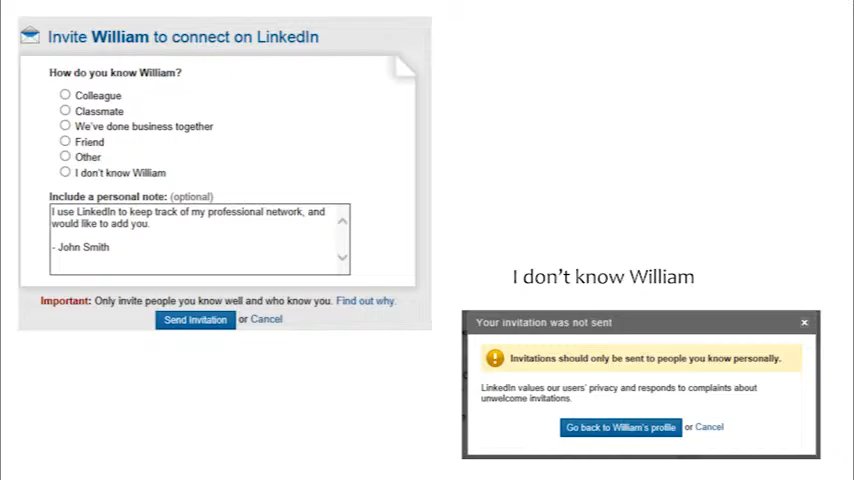 Invite William to connect on LinkedIn
How do you know William?
Colleague
Classmate
We've done business together
Friend
Other
I don't know William
Include a personal note: (optional)
I use LinkedIn to keep track of my professional network, and
would like to add you.
- John Smith
Important: Only invite people you know well and who know you. Find out why.
Send Invitation or Cancel
I don't know William
Your invitation was not sent
Invitations should only be sent to people you know personally.
LinkedIn values our users' privacy and responds to complaints about
unwelcome invitations.
Go back to William's profile or Cancel